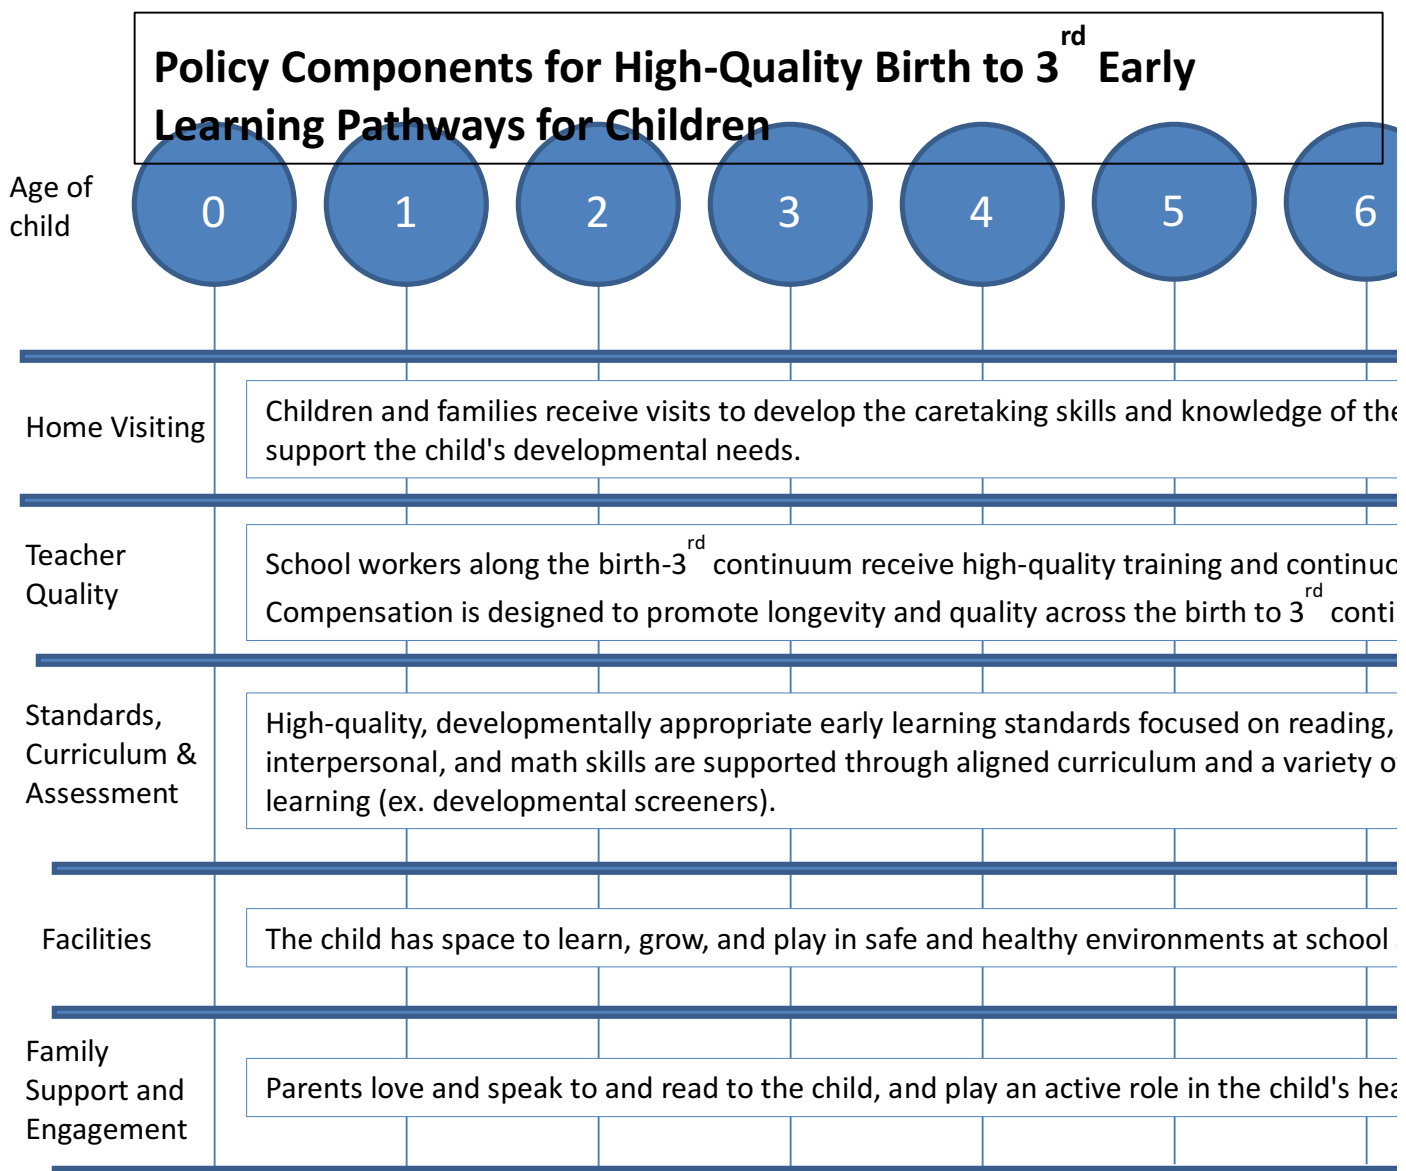 Policy Components for High-Quality Birth to 3rd Early
Learning Pathways for Children
Age of
child
0 1 2 3 4 5 6
Home Visiting
Children and families receive visits to develop the caretaking skills and knowledge of the
support the child's developmental needs.
Teacher
Quality
School workers along the birth-3rd continuum receive high-quality training and
Compensation is designed to promote longevity and quality across the birth to 3rd
Standards,
Curriculum &
Assessment
High-quality, developmentally appropriate early learning standards focused on reading,
interpersonal, and math skills are supported through aligned curriculum and a variety
learning (ex. developmental screeners).
Facilities
The child has space to learn, grow, and play in safe and healthy environments at school
Family
Support and
Engagement
Parents love and speak to and read to the child, and play an active role in the child's